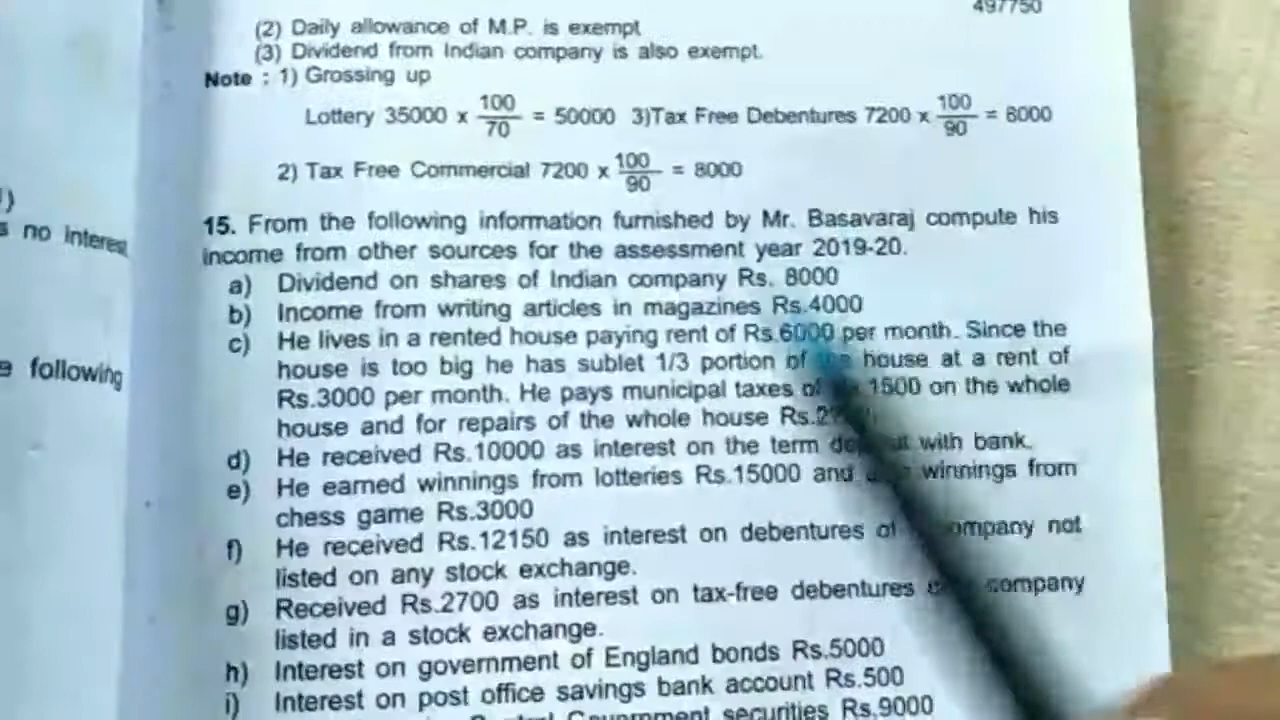 497750
(2) Daily allowance of M.P. is exempt
(3) Dividend from Indian company is also exempt.
Note : 1) Grossing up
Lottery 35000 x 100/70 = 50000 3)Tax Free Debentures 7200 x 100/90 = 8000
2) Tax Free Commercial 7200 x 100/90 = 8000
)
no interest
15. From the following information furnished by Mr. Basavaraj compute his
income from other sources for the assessment year 2019-20.
a) Dividend on shares of Indian company Rs. 8000
b) Income from writing articles in magazines Rs.4000
c) He lives in a rented house paying rent of Rs.6000 per month. Since the
house is too big he has sublet 1/3 portion of house at a rent of
Rs.3000 per month. He pays municipal taxes of 1500 on the whole
following
house and for repairs of the whole house
d) He received Rs.10000 as interest on the term with bank.
e) He earned winnings from lotteries Rs.15000 and winnings from
chess game Rs.3000
f) He received Rs.12150 as interest on debentures of company not
listed on any stock exchange.
g) Received Rs.2700 as interest on tax-free debentures company
listed in a stock exchange.
h) Interest on government of England bonds Rs.5000
i) Interest on post office savings bank account Rs.500
Government securities Rs.9000